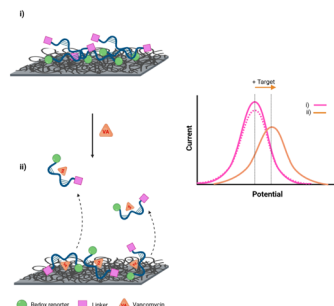 i)
+ Target
I)
II)
Current
VA
Potential
ii)
Redox reporter
Linker
Vancomycin